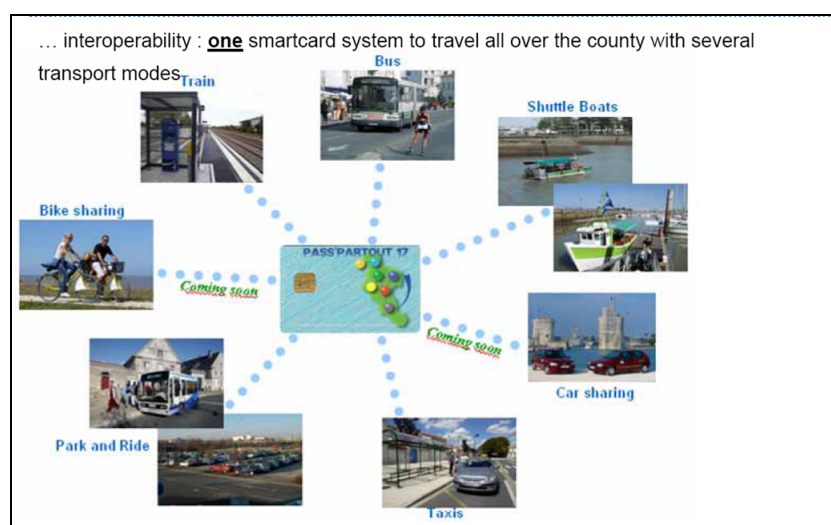 … interoperability : one smartcard system to travel all over the county with several
transport modes
Train
Bus
Shuttle Boats
Bike sharing
PASS'PARTOUT 17
Coming soon
Coming soon
Car sharing
Park and Ride
Taxis